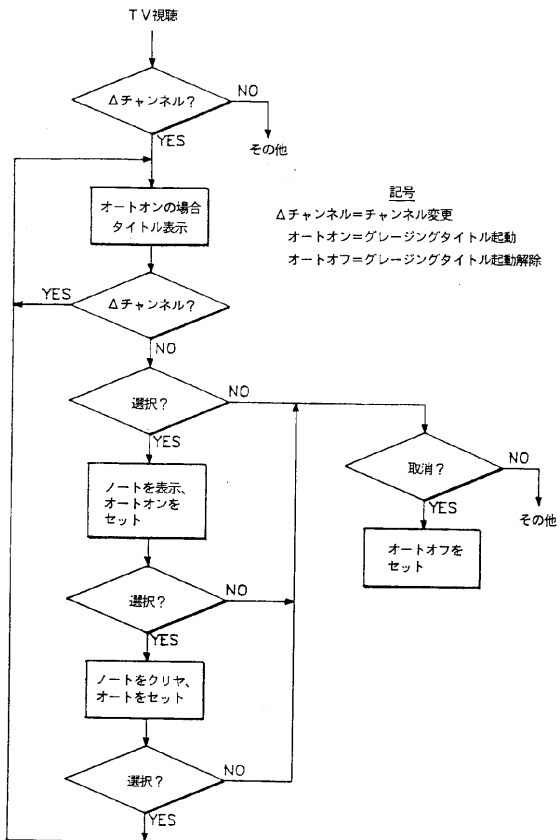 TV視聴
Δチャンネル?
NO
YES
その他
オートオンの場合
タイトル表示
記号
Δチャンネル=チャンネル変更
オートオン=グレージングタイトル起動
オートオフ=グレージングタイトル起動解除
Δチャンネル?
YES
NO
選択?
NO
YES
取消?
NO
YES
その他
ノートを表示、
オートオンを
セット
オートオフを
セット
選択?
NO
YES
ノートをクリヤ、
オートをセット
選択?
NO
YES